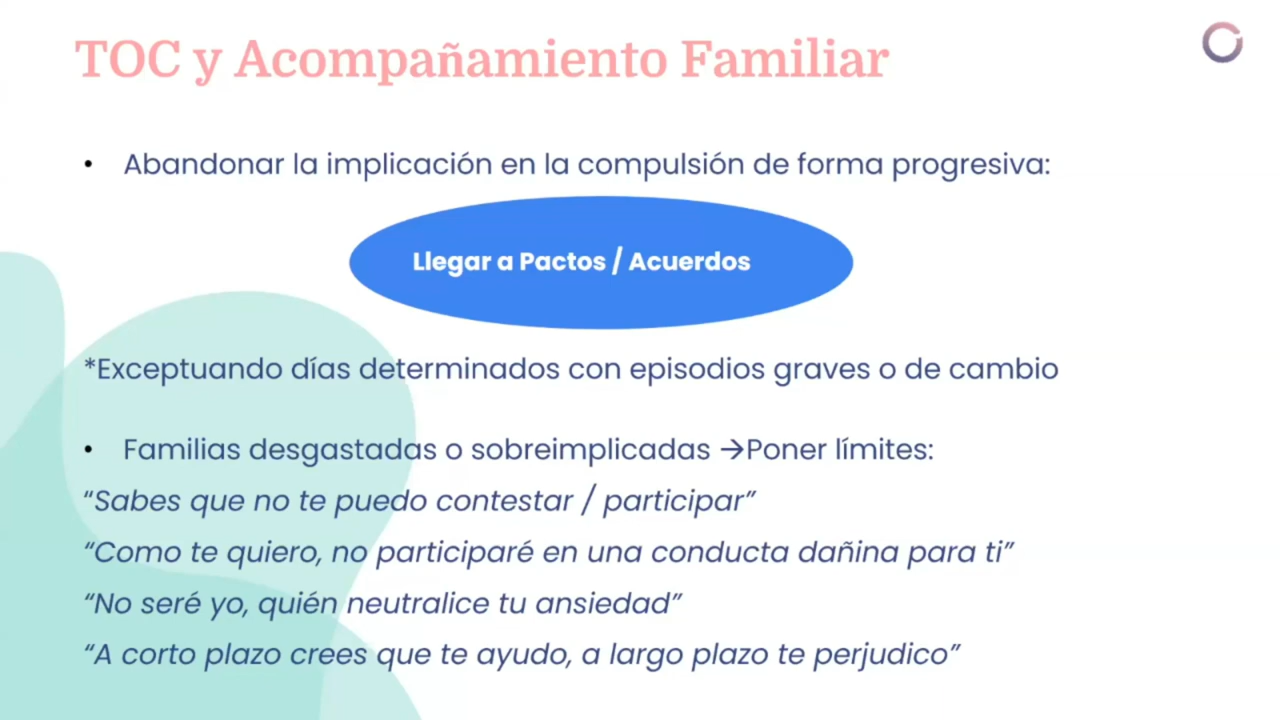 TOC y Acompañamiento Familiar
• Abandonar la implicación en la compulsión de forma progresiva:
Llegar a Pactos / Acuerdos
*Exceptuando días determinados con episodios graves o de cambio
• Familias desgastadas o sobreimplicadas →Poner límites:
“Sabes que no te puedo contestar / participar”
“Como te quiero, no participaré en una conducta dañina para ti”
“No seré yo, quién neutralice tu ansiedad”
“A corto plazo crees que te ayudo, a largo plazo te perjudico”